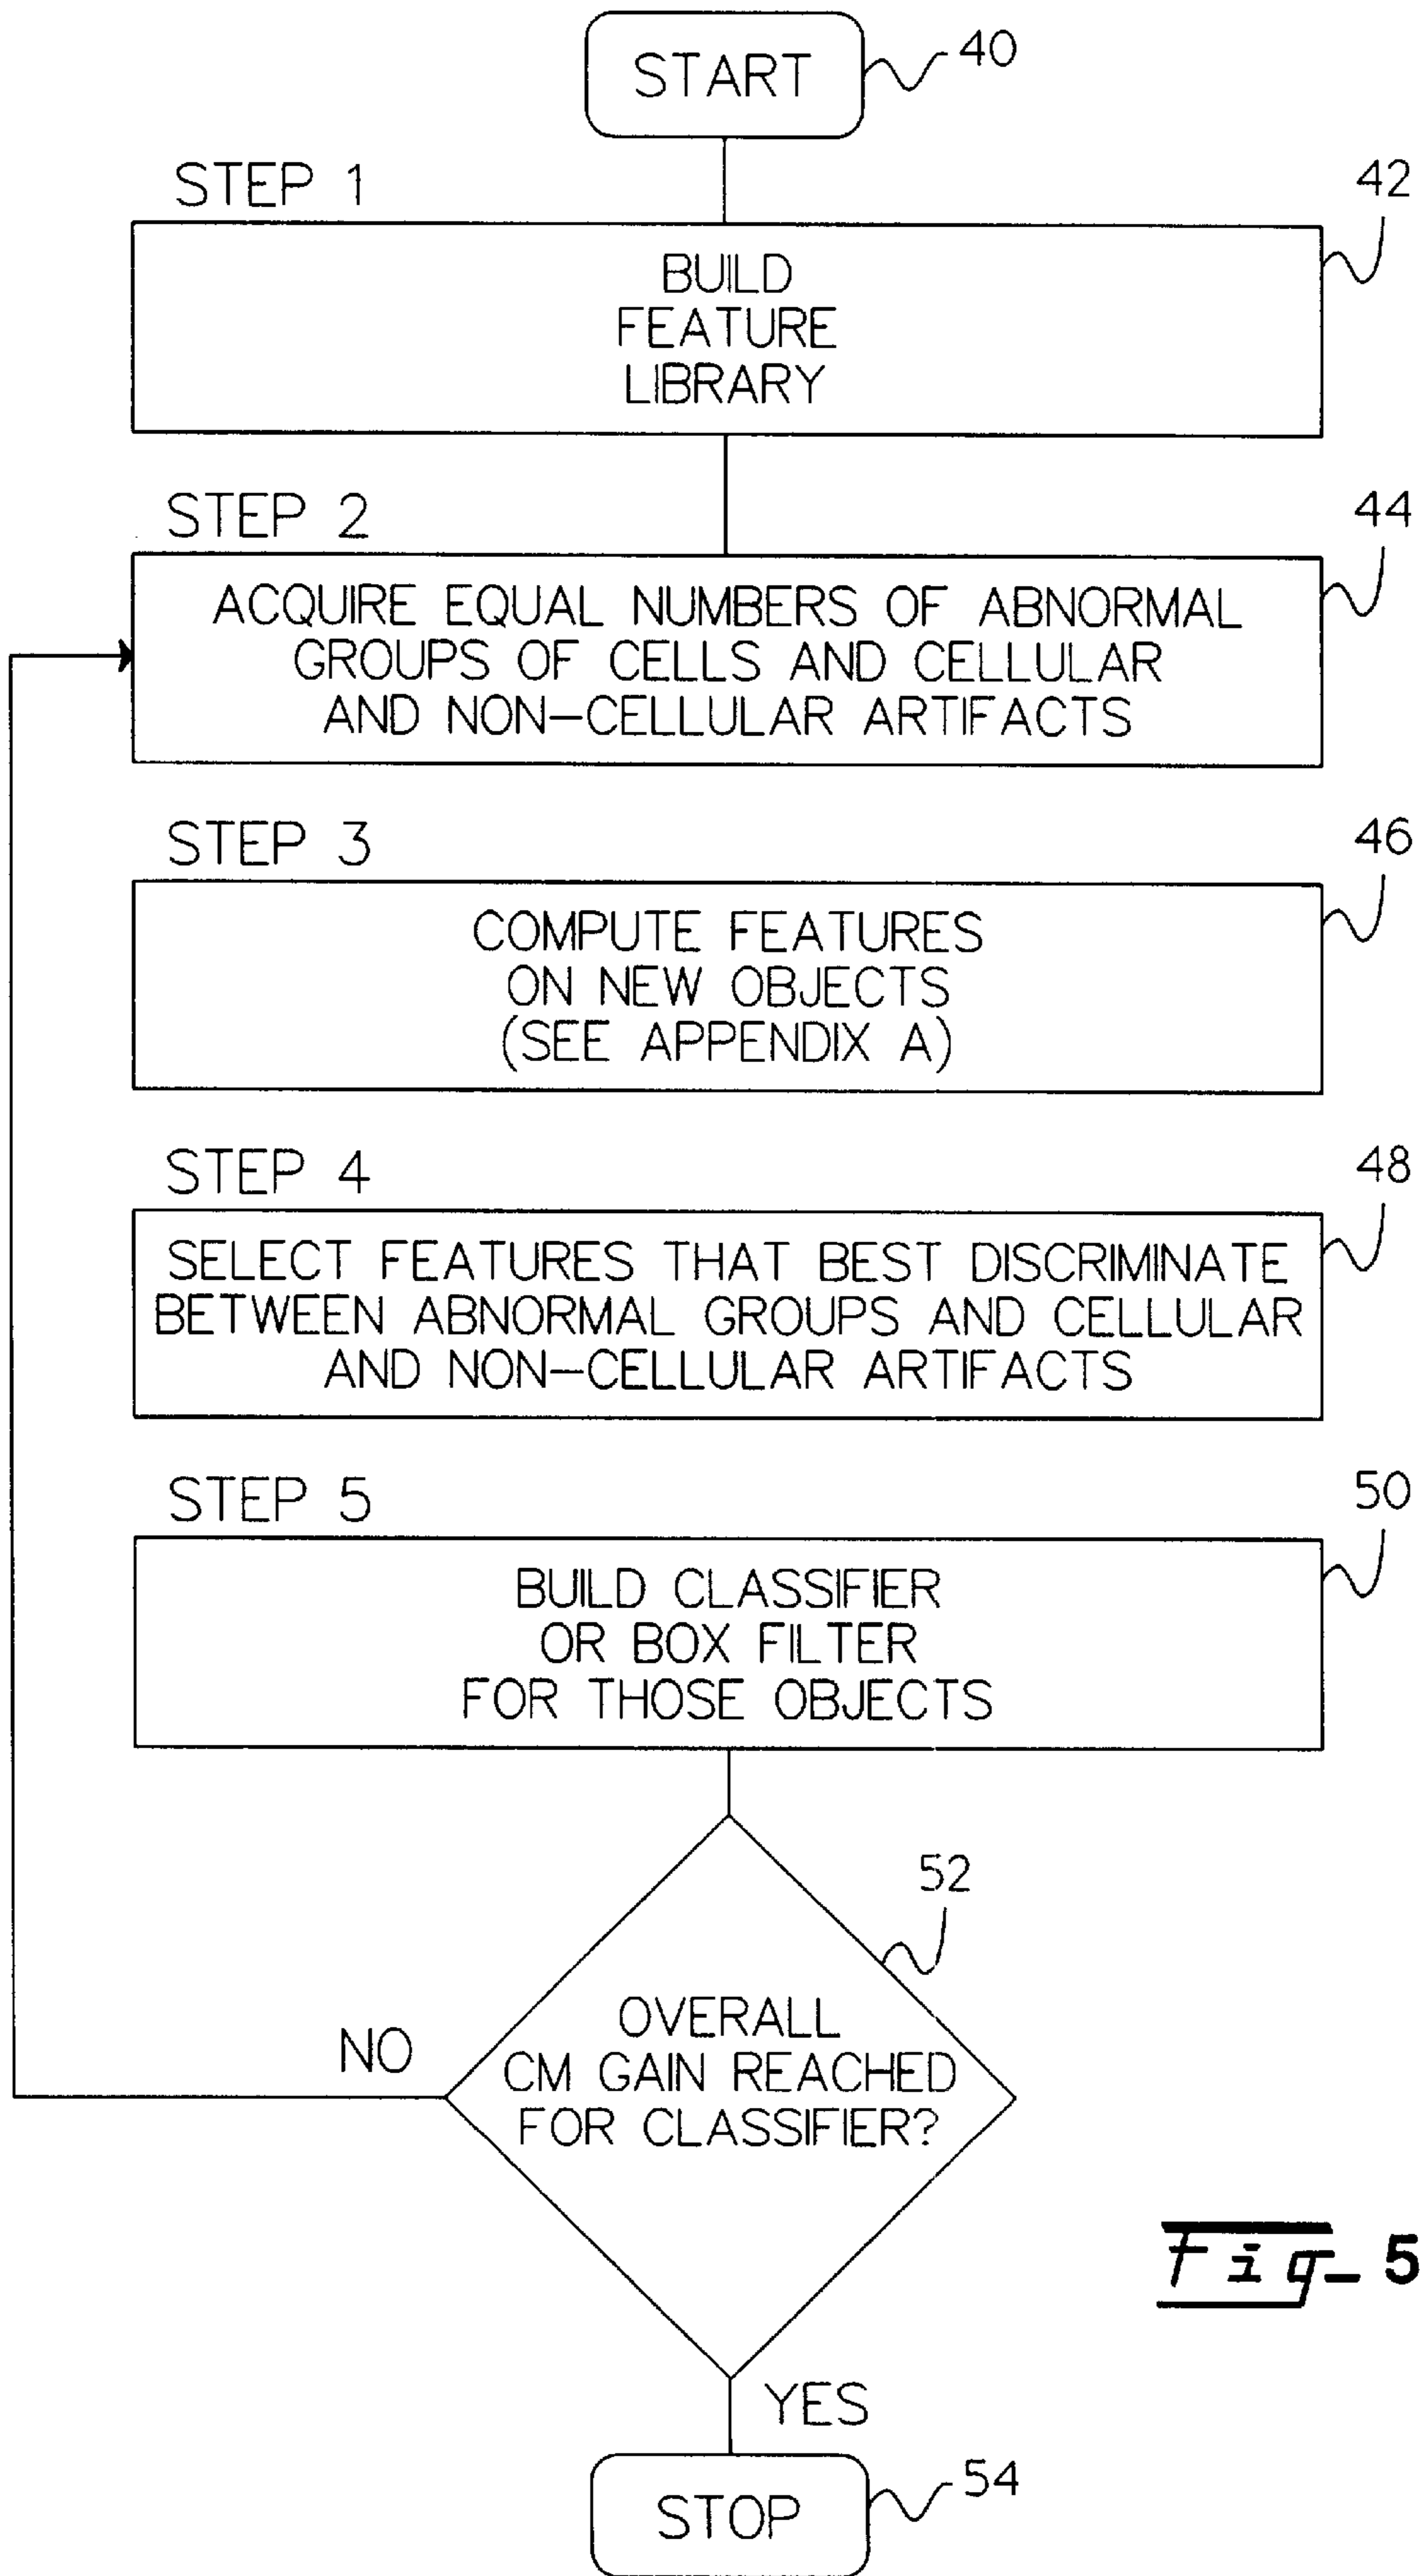 START
40
STEP 1
42
BUILD
FEATURE
LIBRARY
STEP 2
44
ACQUIRE EQUAL NUMBERS OF ABNORMAL
GROUPS OF CELLS AND CELLULAR
AND NON-CELLULAR ARTIFACTS
STEP 3
46
COMPUTE FEATURES
ON NEW OBJECTS
(SEE APPENDIX A)
STEP 4
48
SELECT FEATURES THAT BEST DISCRIMINATE
BETWEEN ABNORMAL GROUPS AND CELLULAR
AND NON-CELLULAR ARTIFACTS
STEP 5
50
BUILD CLASSIFIER
OR BOX FILTER
FOR THOSE OBJECTS
52
OVERALL
CM GAIN REACHED
FOR CLASSIFIER?
NO
YES
STOP
54
Fig_ 5